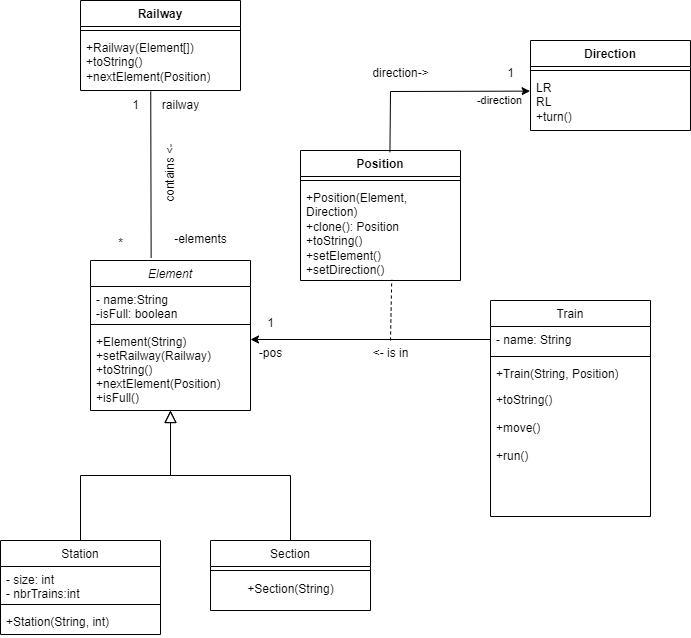 Railway
+Railway(Element[])
+toString()
+nextElement(Position)
1
railway
contains <-
*
-elements
direction->
1
-direction
Direction
LR
RL
+turn()
Position
+Position(Element,
Direction)
+clone(): Position
+toString()
+setElement()
+setDirection()
Element
- name:String
-isFull: boolean
+Element(String)
+setRailway(Railway)
+toString()
+nextElement(Position)
+isFull()
1
-pos
<- is in
Train
- name: String
+Train(String, Position)
+toString()
+move()
+run()
Station
- size: int
- nbrTrains:int
+Station(String, int)
Section
+Section(String)